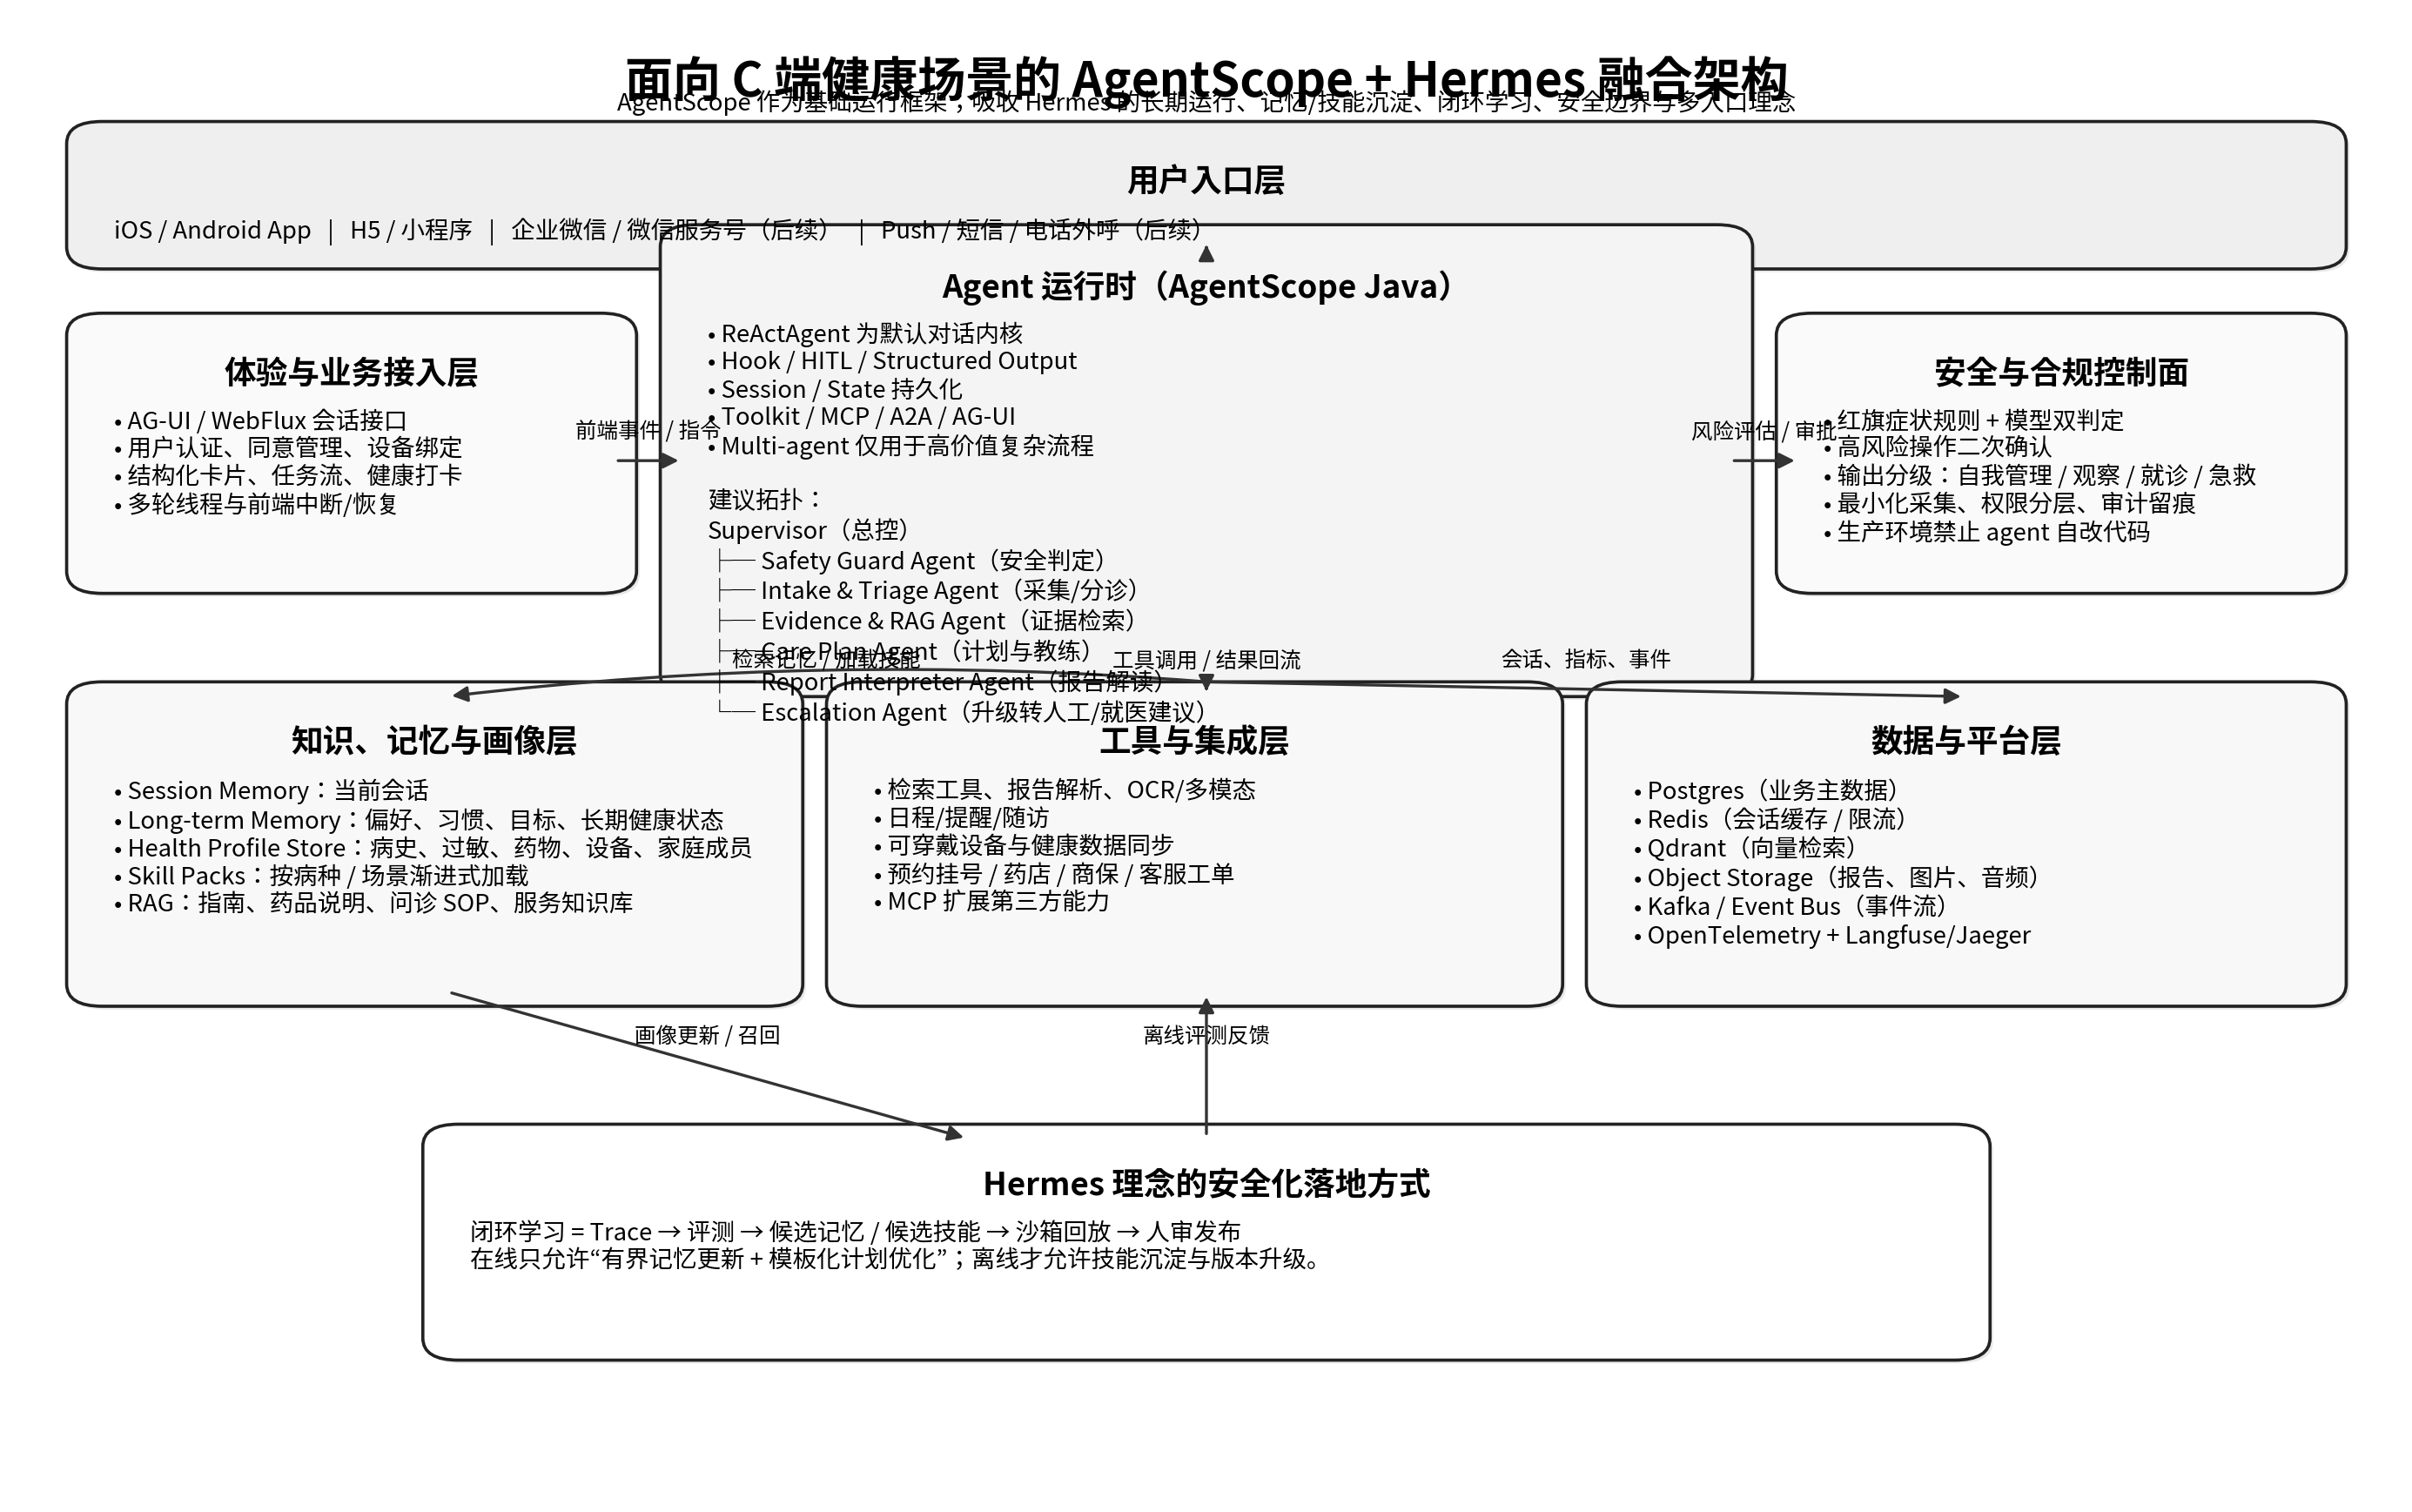 面向 C 端健康场景的 AgentScope + Hermes 融合架构
AgentScope 作为基础运行框架；吸收 Hermes 的长期运行、记忆/技能沉淀、闭环学习、安全边界与多入口理念
用户入口层
iOS / Android App | H5 / 小程序 | 企业微信 / 微信服务号（后续） | Push / 短信 / 电话外呼（后续）
体验与业务接入层
• AG-UI / WebFlux 会话接口
• 用户认证、同意管理、设备绑定
• 结构化卡片、任务流、健康打卡
• 多轮线程与前端中断/恢复
前端事件 / 指令
Agent 运行时（AgentScope Java）
• ReActAgent 为默认对话内核
• Hook / HITL / Structured Output
• Session / State 持久化
• Toolkit / MCP / A2A / AG-UI
• Multi-agent 仅用于高价值复杂流程
建议拓扑：
Supervisor（总控）
├── Safety Guard Agent（安全判定）
├── Intake & Triage Agent（采集/分诊）
├── Evidence & RAG Agent（证据检索）
├── Care Plan Agent（计划与教练）
├── Report Interpreter Agent（报告解读）
└── Escalation Agent（升级转人工/就医建议）
风险评估 / 审批
安全与合规控制面
• 红旗症状规则 + 模型双判定
• 高风险操作二次确认
• 输出分级：自我管理 / 观察 / 就诊 / 急救
• 最小化采集、权限分层、审计留痕
• 生产环境禁止 agent 自改代码
检索记忆 / 加载技能
工具调用 / 结果回流
会话、指标、事件
知识、记忆与画像层
• Session Memory：当前会话
• Long-term Memory：偏好、习惯、目标、长期健康状态
• Health Profile Store：病史、过敏、药物、设备、家庭成员
• Skill Packs：按病种 / 场景渐进式加载
• RAG：指南、药品说明、问诊 SOP、服务知识库
工具与集成层
• 检索工具、报告解析、OCR/多模态
• 日程/提醒/随访
• 可穿戴设备与健康数据同步
• 预约挂号 / 药店 / 商保 / 客服工单
• MCP 扩展第三方能力
数据与平台层
• Postgres（业务主数据）
• Redis（会话缓存 / 限流）
• Qdrant（向量检索）
• Object Storage（报告、图片、音频）
• Kafka / Event Bus（事件流）
• OpenTelemetry + Langfuse/Jaeger
画像更新 / 召回
离线评测反馈
Hermes 理念的安全化落地方式
闭环学习 = Trace → 评测 → 候选记忆 / 候选技能 → 沙箱回放 → 人审发布
在线只允许“有界记忆更新 + 模板化计划优化”；离线才允许技能沉淀与版本升级。